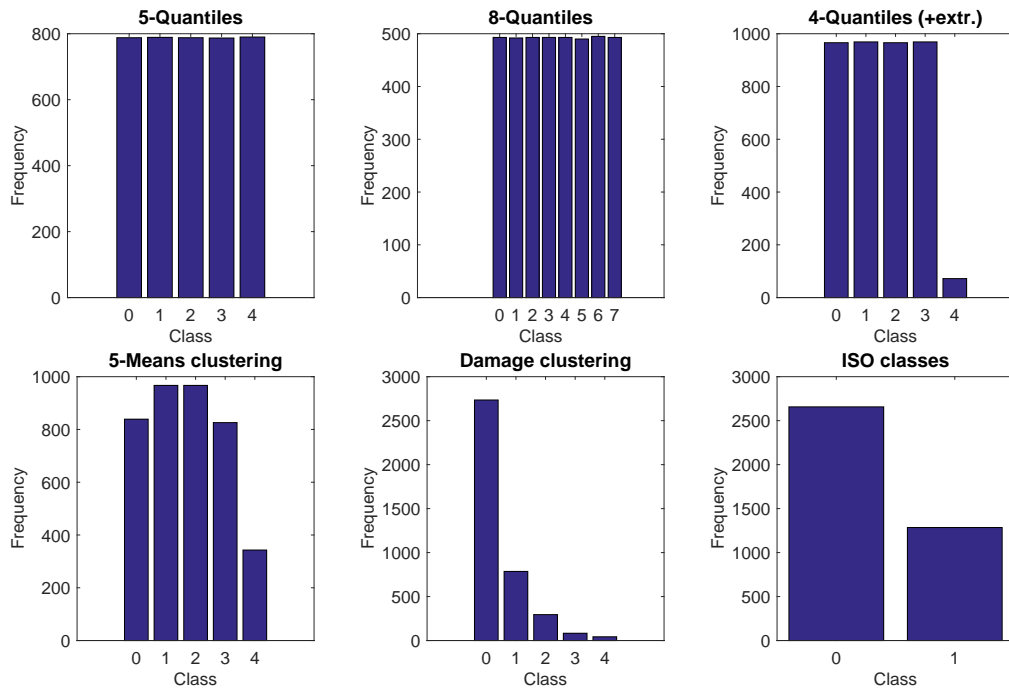 5-Quantiles
800
600
400
200
0
Frequency
0 1 2 3 4
Class
8-Quantiles
500
400
300
200
100
0
Frequency
0 1 2 3 4 5 6 7
Class
4-Quantiles (+extr.)
1000
800
600
400
200
0
Frequency
0 1 2 3 4
Class
5-Means clustering
1000
800
600
400
200
0
Frequency
0 1 2 3 4
Class
Damage clustering
3000
2500
2000
1500
1000
500
0
Frequency
0 1 2 3 4
Class
ISO classes
3000
2500
2000
1500
1000
500
0
Frequency
0 1
Class